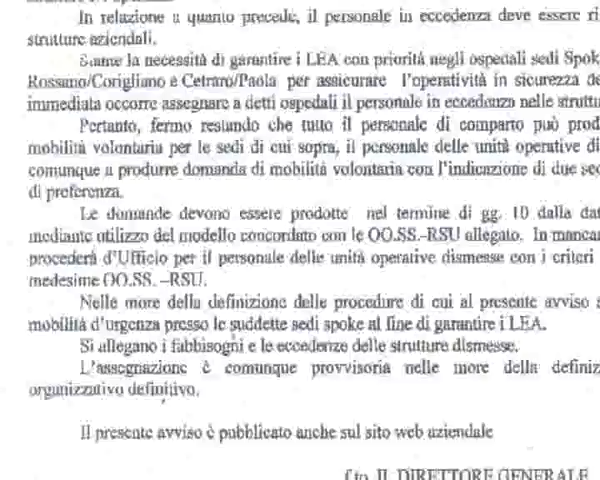 In relazione a quanto precede, il personale in eccedenza deve essere ri
strutture aziendali.
Stante la necessità di garantire i LEA con priorità negli ospedali sedi Spok
Rossano/Corigliano e Cetraro/Paola per assicurare l'operatività in sicurezza de
immediata occorre assegnare a detti ospedali il personale in eccedenza nelle struttu
Pertanto, fermo restando che tutto il personale di comparto può prod
mobilità volontaria per le sedi di cui sopra, il personale delle unità operative di
comunque a produrre domanda di mobilità volontaria con l'indicazione di due se
di preferenza.
Le domande devono essere prodotte nel termine di gg. 10 dalla dat
mediante utilizzo del modello concordato con le OO.SS.-RSU allegato. In mancan
procederà d'Ufficio per il personale delle unità operative dismesse con i criteri
medesime OO.SS. –RSU.
Nelle more della definizione delle procedure di cui al presente avviso s
mobilità d'urgenza presso le suddette sedi spoke al fine di garantire i LEA.
Si allegano i fabbisogni e le eccedenze delle strutture dismesse.
L'assegnazione è comunque provvisoria nelle more della definiz
organizzativo definitivo.
Il presente avviso è pubblicato anche sul sito web aziendale
f.to IL DIRETTORE GENERALE